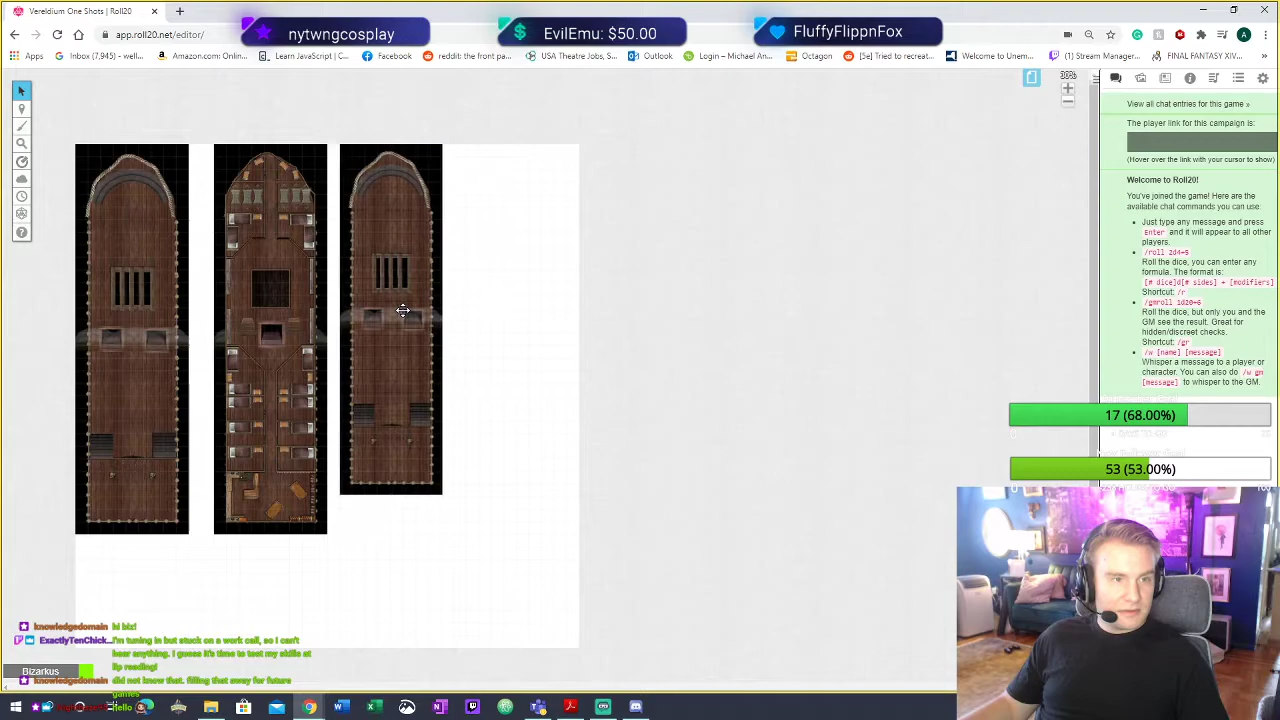 Vereldium One Shots | Roll20
nytwngcosplay
EvilEmu: $50.00
FluffyFlippnFox
app.roll20.net/editor/
A
Apps
Inbox (7,945) - well...
Amazon.com: Onlin...
Learn JavaScript | C...
Facebook
reddit: the front pa...
USA Theatre Jobs, S...
Outlook
Login – Michael An...
Octagon
[5e] Tried to recreat...
Welcome to Unem...
(1) Stream Manager...
FINAL FANTASY XIV...
38%
View all chat entries for this game »
The player link for this campaign is:
(Hover over the link with your cursor to show)
Welcome to Roll20!
You've joined the game! Here are the
available chat commands you can use:
Just type any message and press
Enter and it will appear to all other
players.
/roll 2d4+5
Roll the dice, you can enter any
formula. The format is:
[# dice]d[# sides] + [modifiers]
Shortcut: /r
/gmroll 1d20+6
Roll the dice, but only you and the
GM see the result. Great for
hidden/discreet checks.
Shortcut: /gr
/w [name] [message]
Whisper a message to a player or
character. You can also do /w gm
[message] to whisper to the GM.
17 (68.00%)
53 (53.00%)
knowledgedomain hi biz!
ExactlyTenChick... I'm tuning in but stuck on a work call, so I can't
hear anything. I guess it's time to test my skills at
lip reading!
Bizarkus
knowledgedomain did not know that. filling that away for future
games
hello